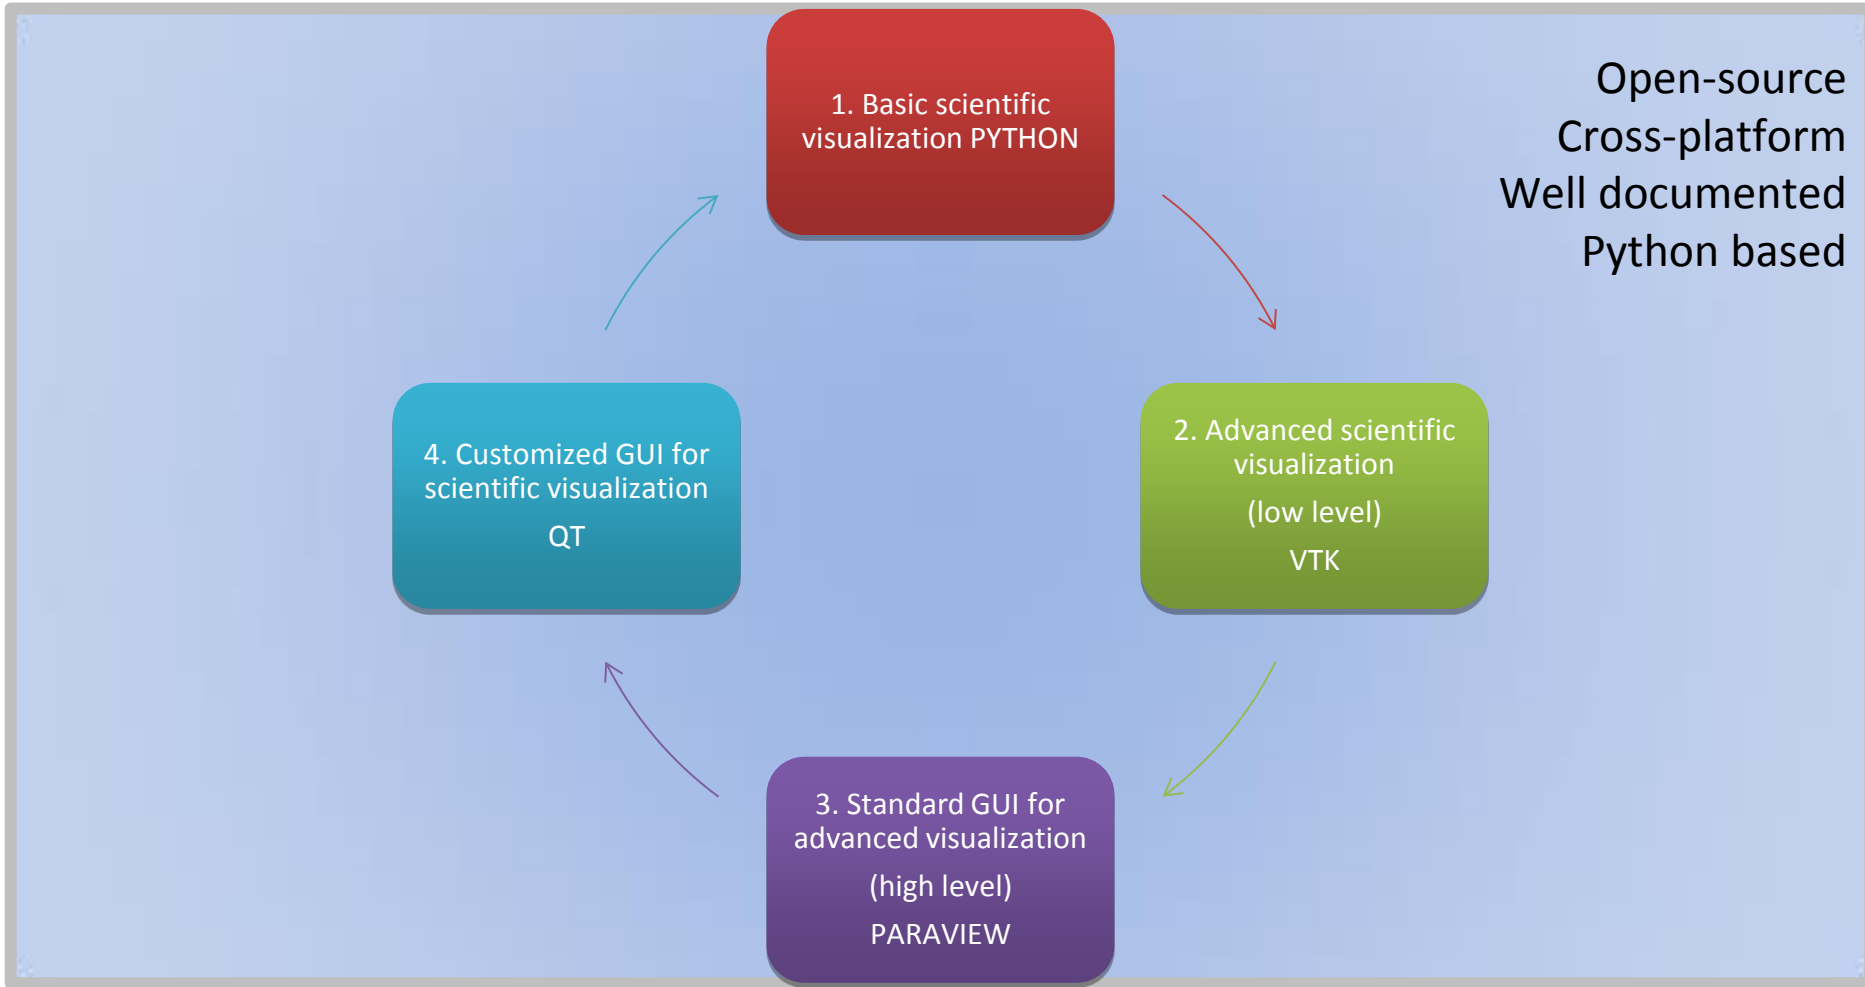 1. Basic scientific
visualization PYTHON
Open-source
Cross-platform
Well documented
Python based
2. Advanced scientific
visualization
(low level)
VTK
3. Standard GUI for
advanced visualization
(high level)
PARAVIEW
4. Customized GUI for
scientific visualization
QT